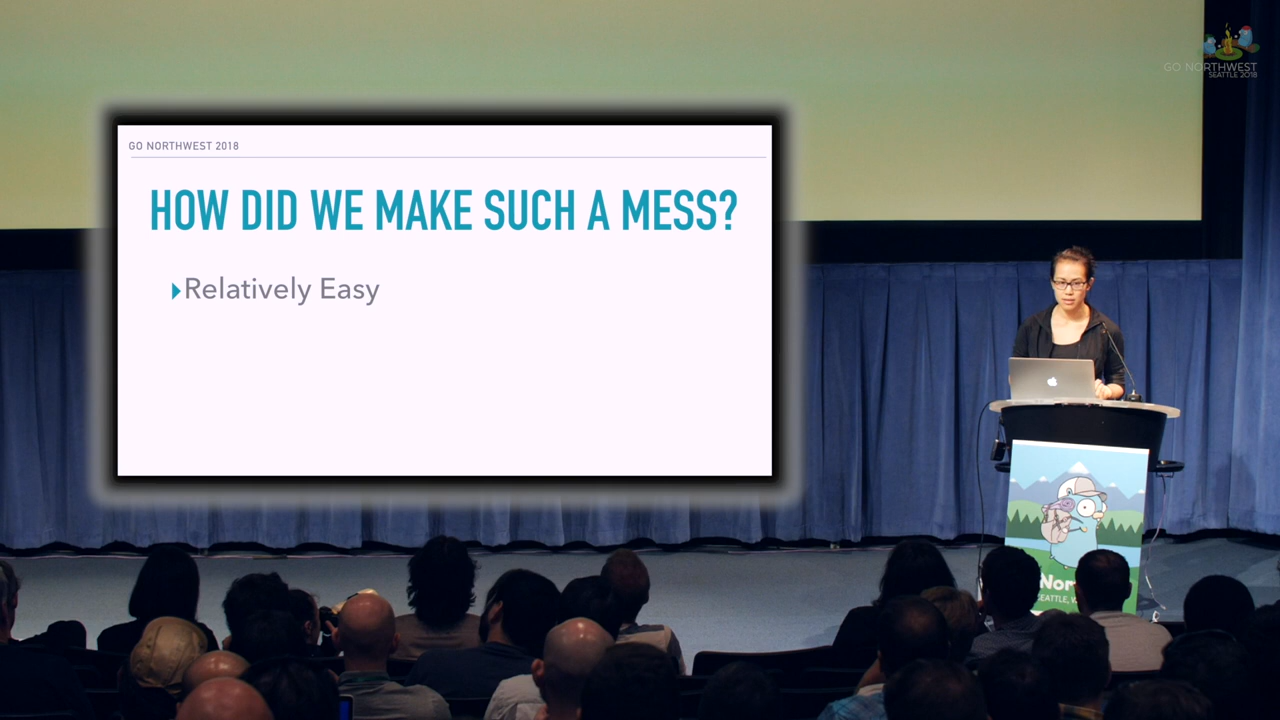 GO NORTHWEST
SEATTLE 2018
GO NORTHWEST 2018
HOW DID WE MAKE SUCH A MESS?
Relatively Easy
Nor
SEATTLE, W